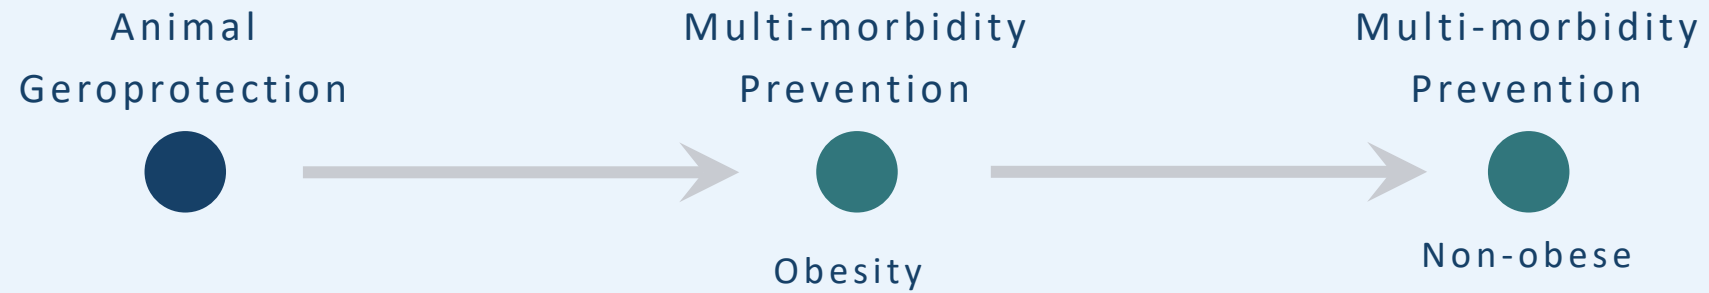 Animal
Geroprotection
Multi-morbidity
Prevention
Obesity
Multi-morbidity
Prevention
Non-obese